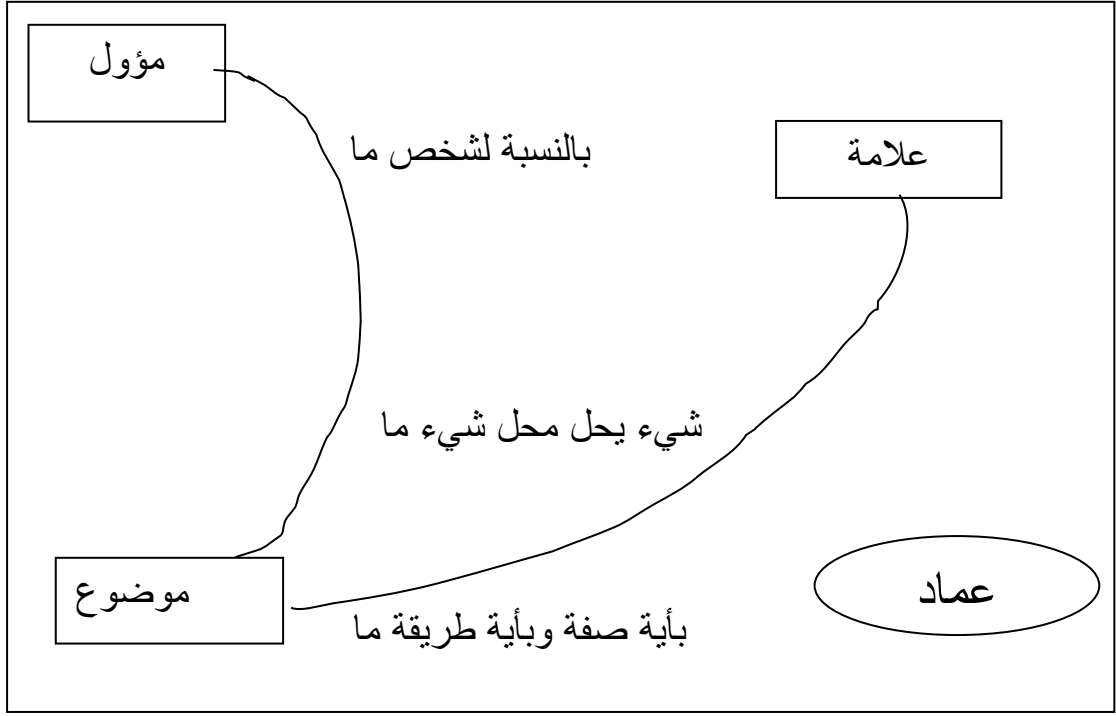 مؤول
بالنسبة لشخص ما
علامة
شيء يحل محل شيء ما
موضوع
عماد
بأية صفة وبأية طريقة ما